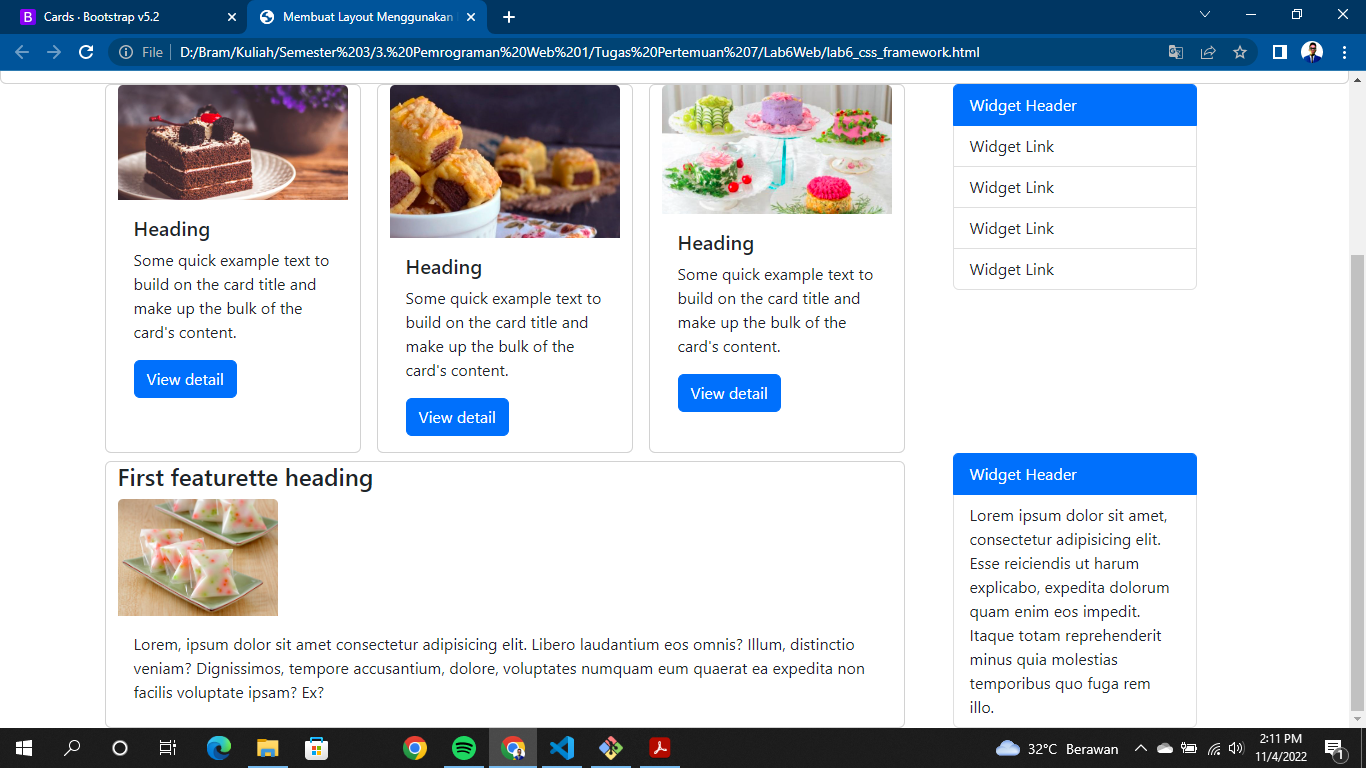 Cards · Bootstrap v5.2
Membuat Layout Menggunakan
File
D:/Bram/Kuliah/Semester%203/3.%20Pemrograman%20Web%201/Tugas%20Pertemuan%207/Lab6Web/lab6_css_framework.html
Heading
Some quick example text to
build on the card title and
make up the bulk of the
card's content.
View detail
Heading
Some quick example text to
build on the card title and
make up the bulk of the
card's content.
View detail
Heading
Some quick example text to
build on the card title and
make up the bulk of the
card's content.
View detail
Widget Header
Widget Link
Widget Link
Widget Link
Widget Link
First featurette heading
Lorem, ipsum dolor sit amet consectetur adipisicing elit. Libero laudantium eos omnis? Illum, distinctio
veniam? Dignissimos, tempore accusantium, dolore, voluptates numquam eum quaerat ea expedita non
facilis voluptate ipsam? Ex?
Widget Header
Lorem ipsum dolor sit amet,
consectetur adipisicing elit.
Esse reiciendis ut harum
explicabo, expedita dolorum
quam enim eos impedit.
Itaque totam reprehenderit
minus quia molestias
temporibus quo fuga rem
illo.
32°C Berawan
2:11 PM
11/4/2022
1